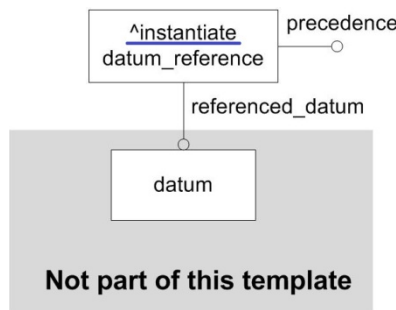 ^instantiate
precedence
datum_reference
referenced_datum
datum
Not part of this template